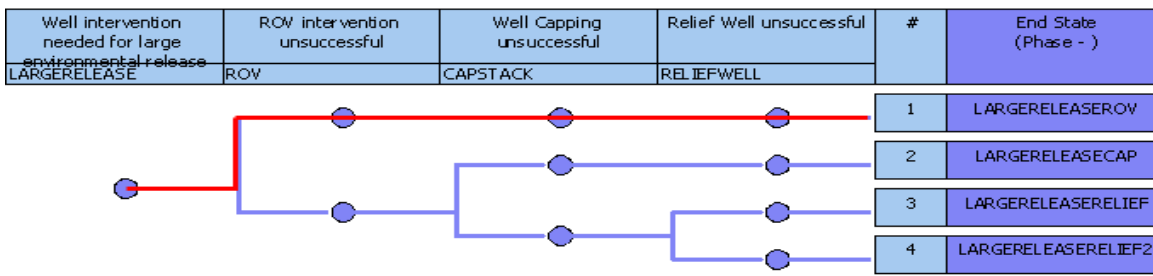 Well intervention
needed for large
environmental release
LARGERELEASE
ROV intervention
unsuccessful
ROV
Well Capping
unsuccessful
CAPSTACK
Relief Well unsuccessful
RELIEFWELL
#
End State
(Phase - )
1 LARGERELEASEROV
2 LARGERELEASECAP
3 LARGERELEASERELIEF
4 LARGERELEASERELIEF2